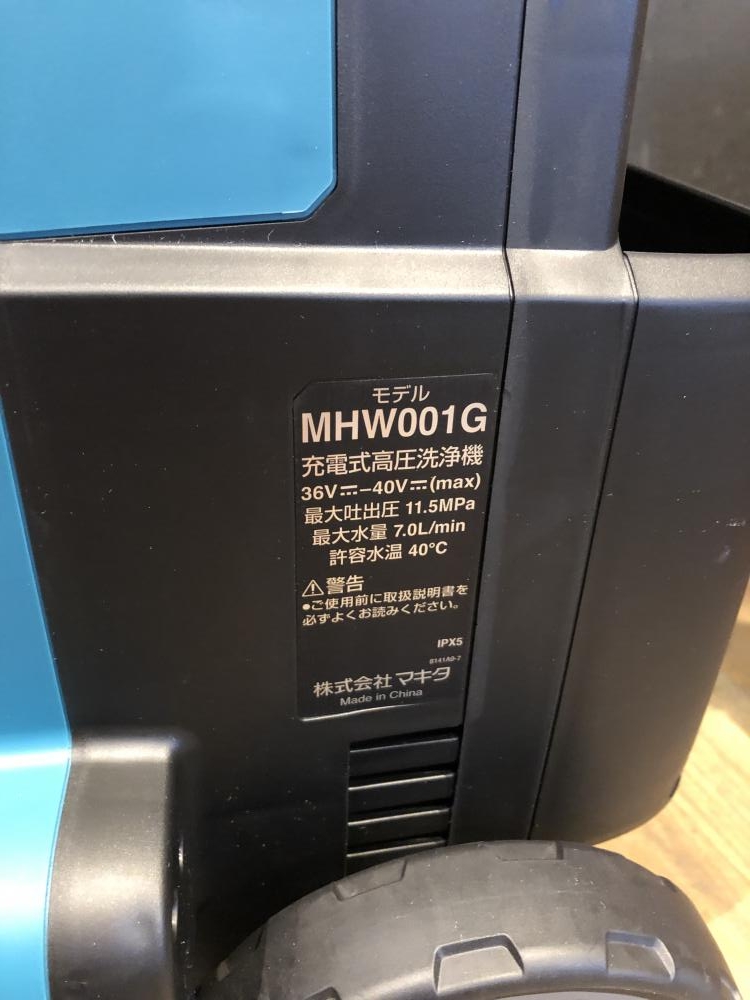 モデル
MHW001G
充電式高圧洗浄機
36V⎓–40V⎓(max)
最大吐出圧 11.5MPa
最大水量 7.0L/min
許容水温 40°C
⚠警告
●ご使用前に取扱説明書を
必ずよくお読みください。
IPX5
8141A0-7
株式会社 マキタ
Made in China